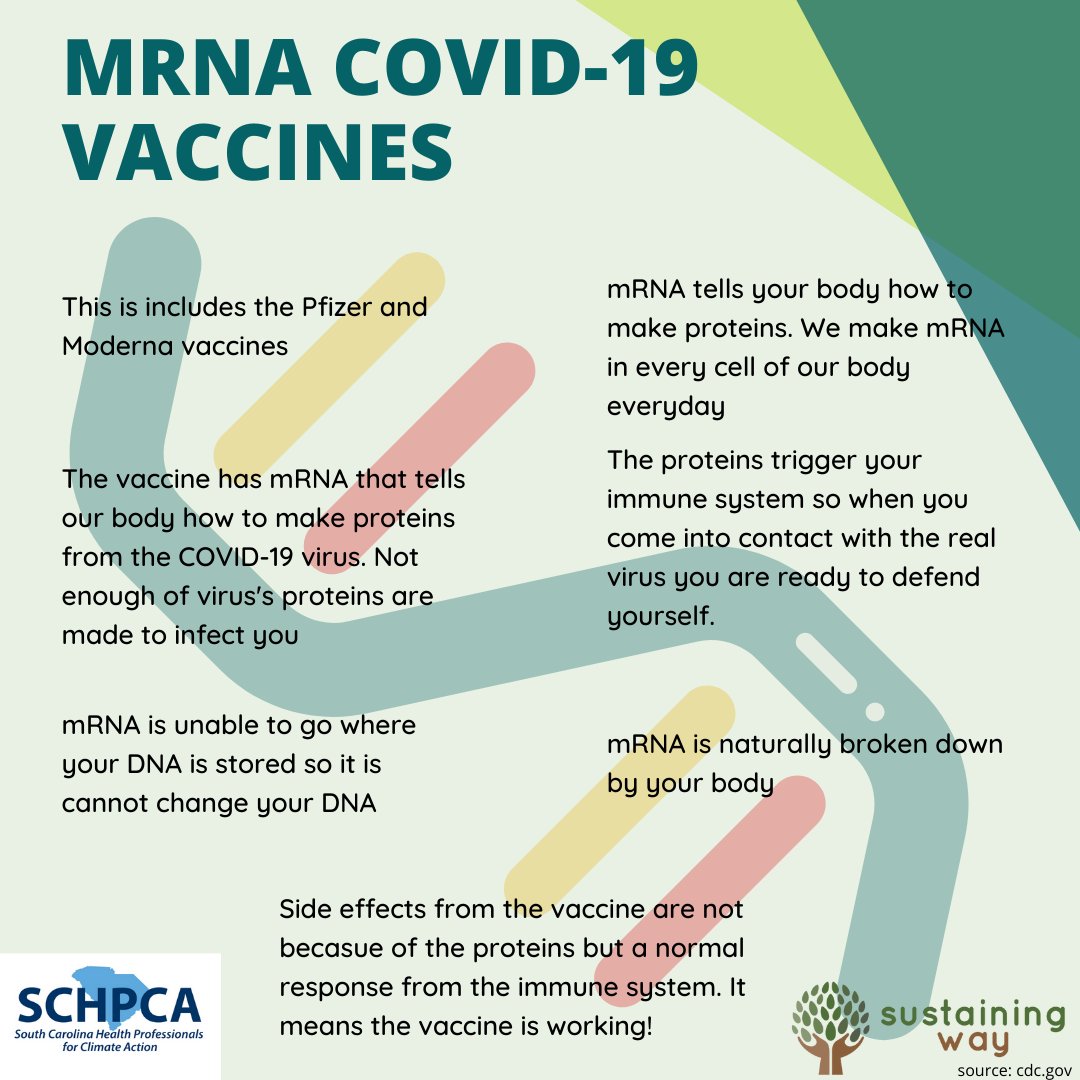 MRNA COVID-19
VACCINES
This is includes the Pfizer and
Moderna vaccines
mRNA tells your body how to
make proteins. We make mRNA
in every cell of our body
everyday
The vaccine has mRNA that tells
our body how to make proteins
from the COVID-19 virus. Not
enough of virus's proteins are
made to infect you
The proteins trigger your
immune system so when you
come into contact with the real
virus you are ready to defend
yourself.
mRNA is unable to go where
your DNA is stored so it is
cannot change your DNA
mRNA is naturally broken down
by your body
Side effects from the vaccine are not
becasue of the proteins but a normal
response from the immune system. It
means the vaccine is working!
SCHPCA
South Carolina Health Professionals
for Climate Action
sustaining
way
source: cdc.gov